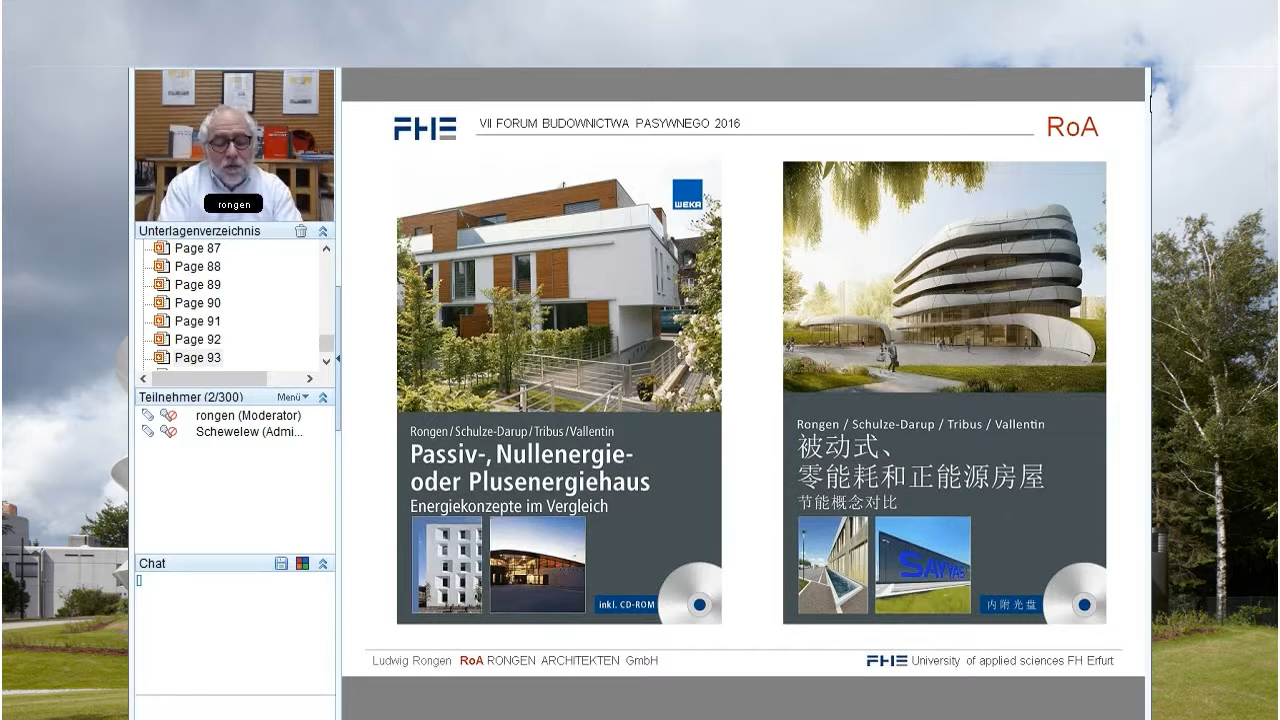 rongen
Unterlagenverzeichnis
Page 87
Page 88
Page 89
Page 90
Page 91
Page 92
Page 93
Teilnehmer (2/300)
Menü
rongen (Moderator)
Schewelew (Admi...
Chat
FHE
VII FORUM BUDOWNICTWA PASYWNEGO 2016
RoA
WEKA
Rongen / Schulze-Darup / Tribus / Vallentin
Passiv-, Nullenergie-
oder Plusenergiehaus
Energiekonzepte im Vergleich
inkl. CD-ROM
Rongen / Schulze-Darup / Tribus / Vallentin
被动式、
零能耗和正能源房屋
节能概念对比
SAYYAS
内附光盘
Ludwig Rongen RoA RONGEN ARCHITEKTEN GmbH
FHE University of applied sciences FH Erfurt